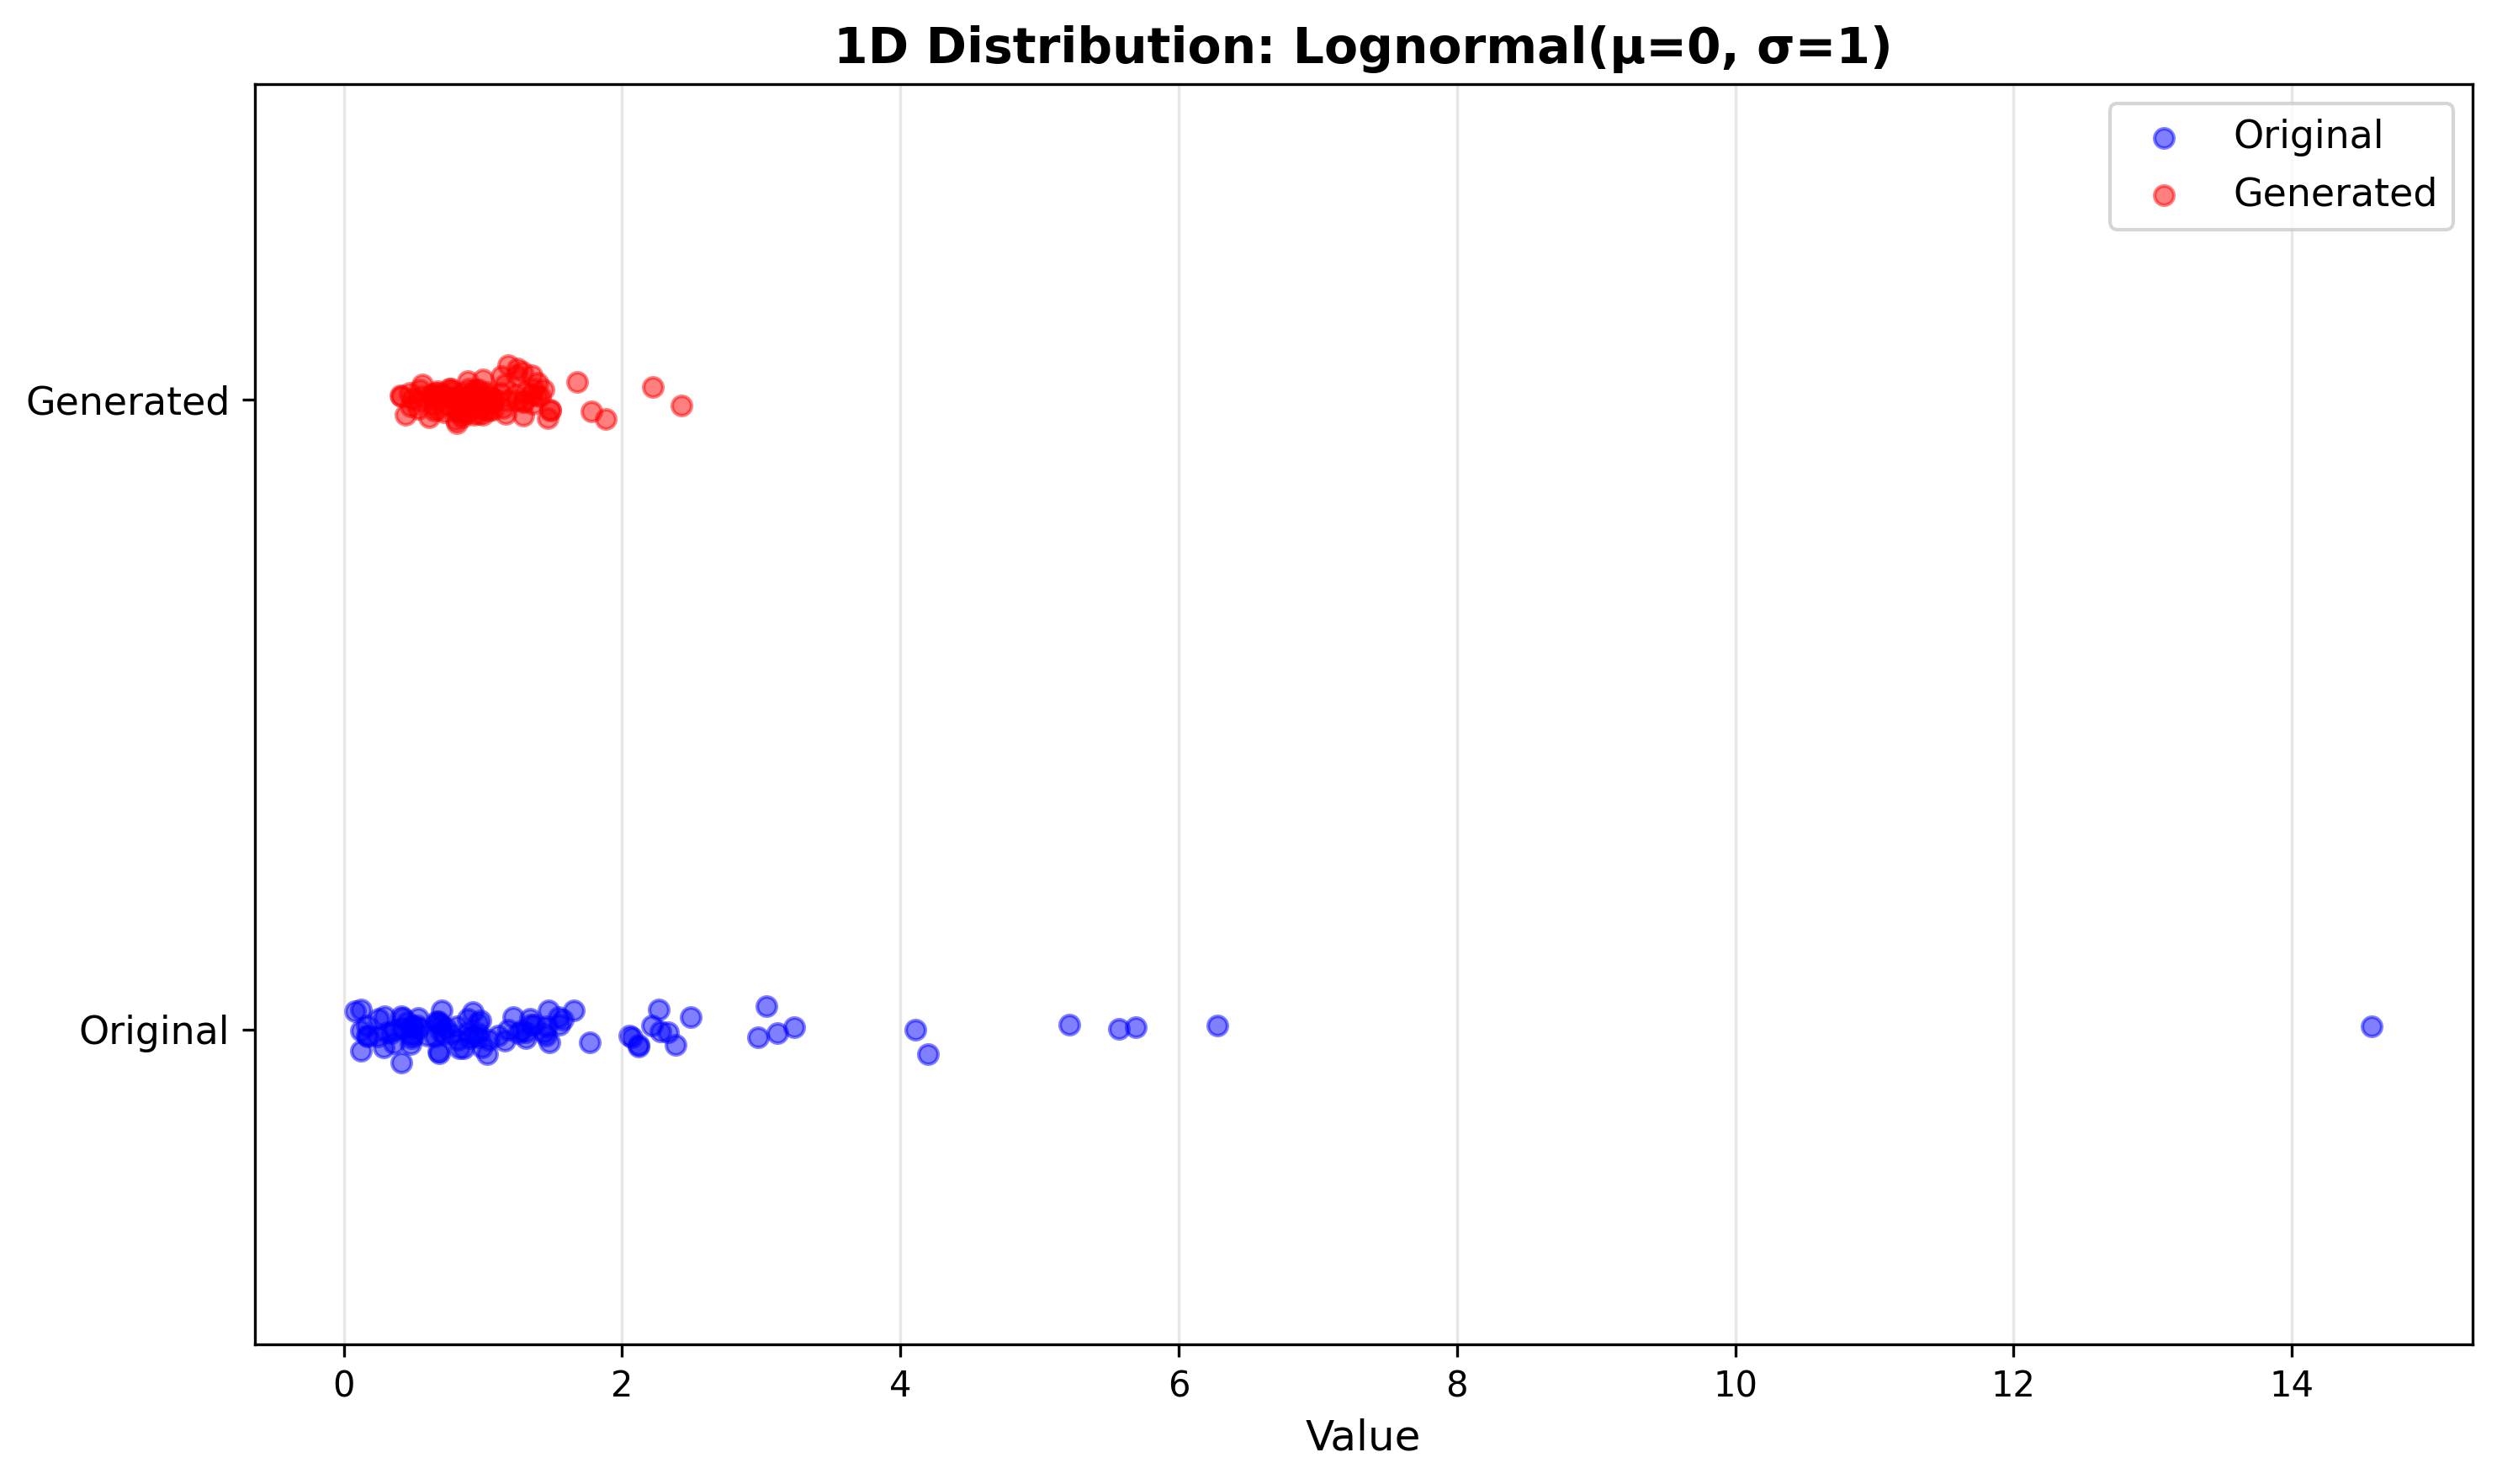 1D Distribution: Lognormal(μ=0, σ=1)
Original
Generated
Generated
Original
0 2 4 6 8 10 12 14
Value